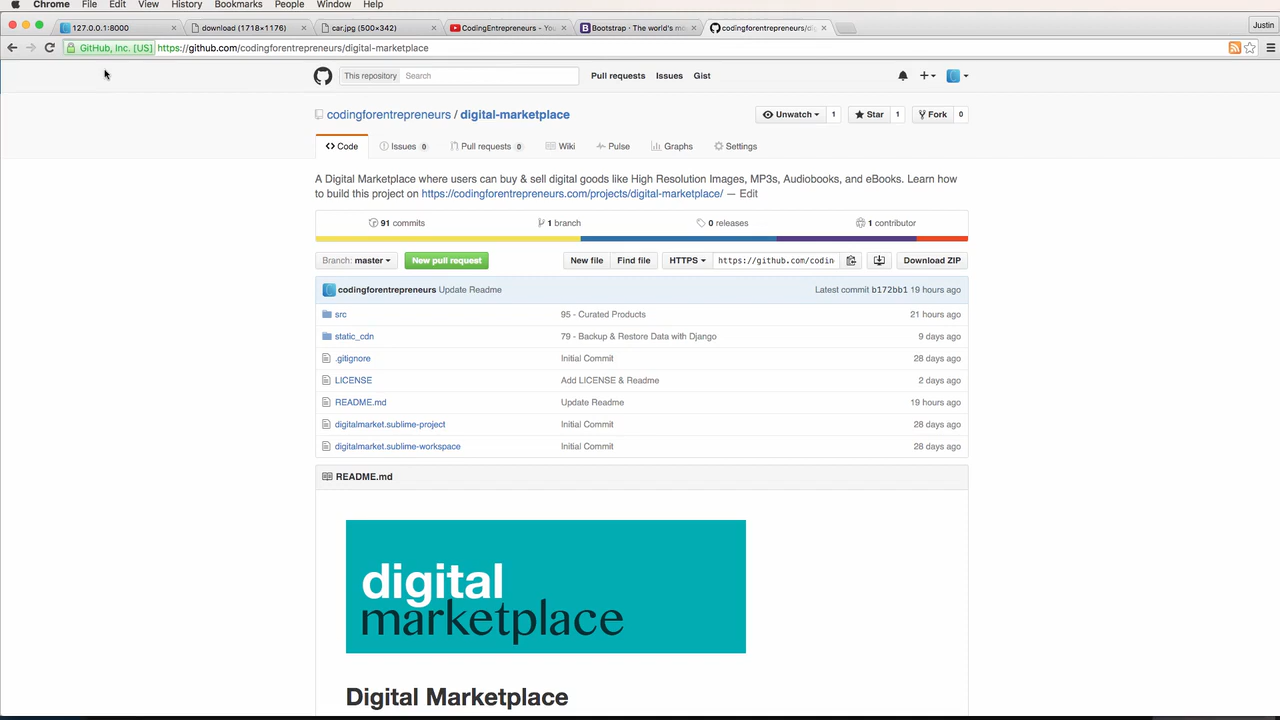 Chrome File Edit View History Bookmarks People Window Help
127.0.0.1:8000 download (1718×1176) car.jpg (500×342) CodingEntrepreneurs - You Bootstrap · The world's mo codingforentrepreneurs/di Justin
GitHub, Inc. [US] https://github.com/codingforentrepreneurs/digital-marketplace
This repository Search Pull requests Issues Gist
codingforentrepreneurs / digital-marketplace Unwatch 1 Star 1 Fork 0
Code Issues 0 Pull requests 0 Wiki Pulse Graphs Settings
A Digital Marketplace where users can buy & sell digital goods like High Resolution Images, MP3s, Audiobooks, and eBooks. Learn how
to build this project on https://codingforentrepreneurs.com/projects/digital-marketplace/ — Edit
91 commits 1 branch 0 releases 1 contributor
Branch: master New pull request New file Find file HTTPS https://github.com/codin Download ZIP
codingforentrepreneurs Update Readme Latest commit b172bb1 19 hours ago
src 95 - Curated Products 21 hours ago
static_cdn 79 - Backup & Restore Data with Django 9 days ago
.gitignore Initial Commit 28 days ago
LICENSE Add LICENSE & Readme 2 days ago
README.md Update Readme 19 hours ago
digitalmarket.sublime-project Initial Commit 28 days ago
digitalmarket.sublime-workspace Initial Commit 28 days ago
README.md
digital
marketplace
Digital Marketplace